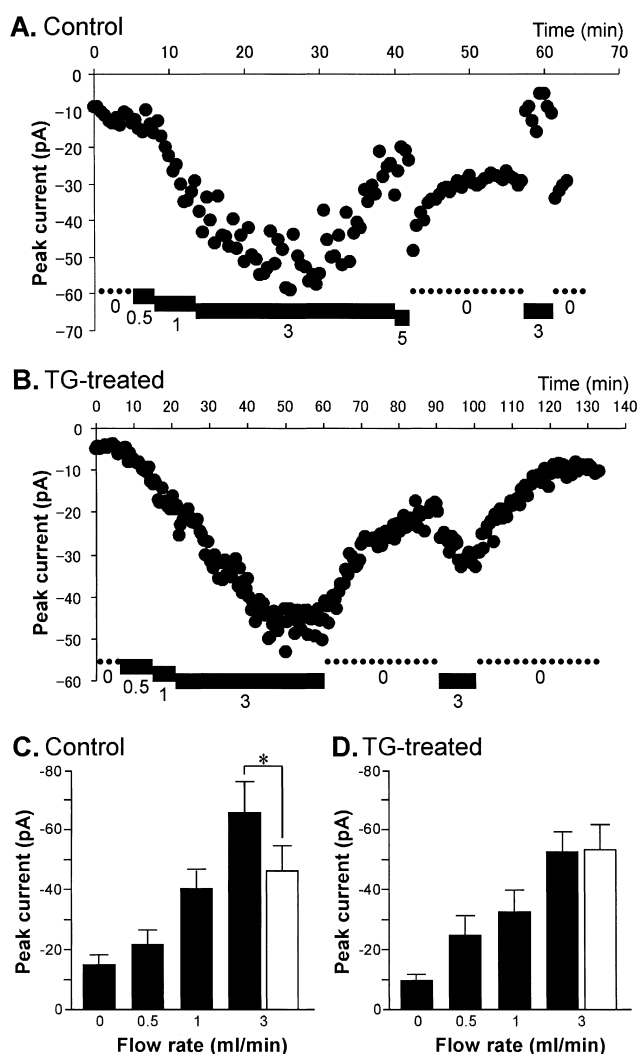 A. Control
Time (min)
0 10 20 30 40 50 60 70
Peak current (pA)
0
-10
-20
-30
-40
-50
-60
-70
0 0.5 1 3 5 0 3 0
B. TG-treated
Time (min)
0 10 20 30 40 50 60 70 80 90 100 110 120 130 140
Peak current (pA)
0
-10
-20
-30
-40
-50
-60
0 0.5 1 3 0 3 0
C. Control
Peak current (pA)
-80
-60
-40
-20
0
*
0 0.5 1 3
Flow rate (ml/min)
D. TG-treated
Peak current (pA)
-80
-60
-40
-20
0
0 0.5 1 3
Flow rate (ml/min)